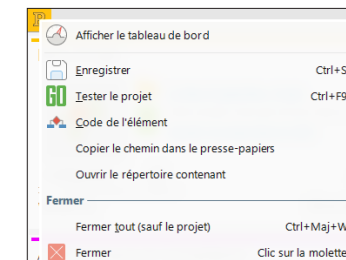 P
Afficher le tableau de bord
Enregistrer Ctrl+S
GO Tester le projet Ctrl+F9
Code de l'élément
Copier le chemin dans le presse-papiers
Ouvrir le répertoire contenant
Fermer
Fermer tout (sauf le projet) Ctrl+Maj+W
Fermer Clic sur la molette